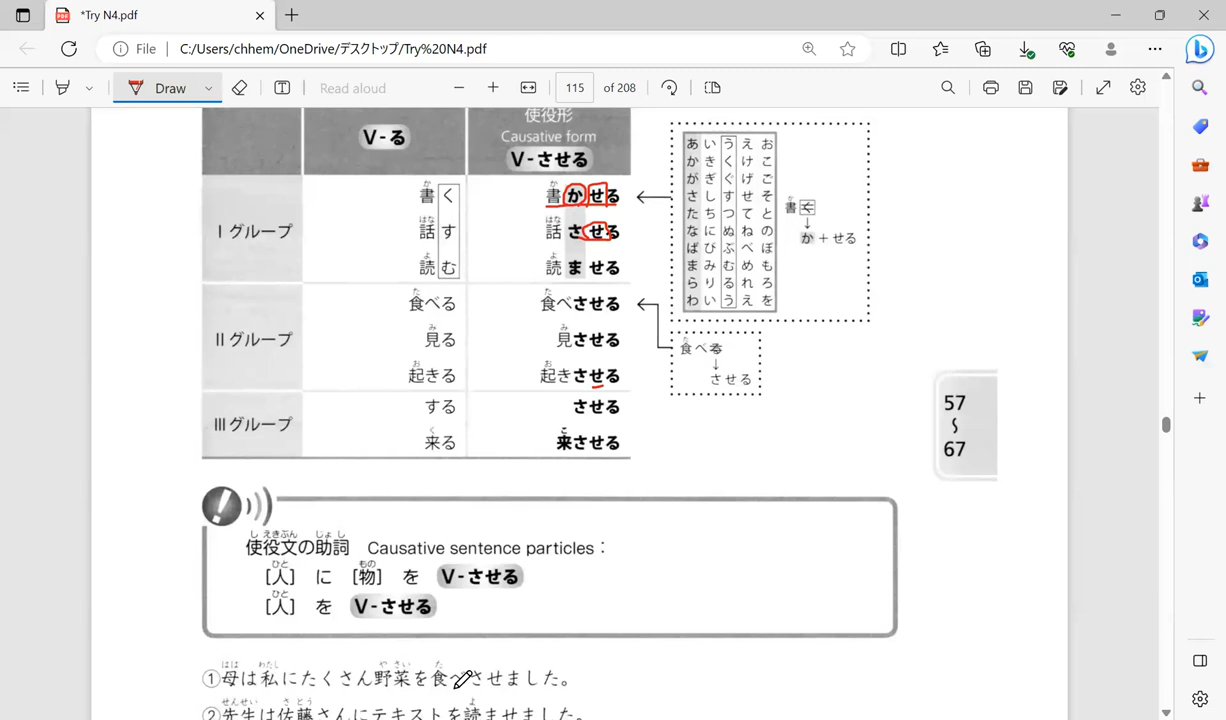 *Try N4.pdf
File C:/Users/chhem/OneDrive/デスクトップ/Try%20N4.pdf
Draw Read aloud 115 of 208
使役形
Causative form
V-る V-させる
Iグループ
書く 書かせる
話す 話させる
読む 読ませる
IIグループ
食べる 食べさせる
見る 見させる
起きる 起きさせる
IIIグループ
する させる
来る 来させる
あいうえお
かきくけこ
がぎぐげご
さしすせそ
たちつてと
なにぬねの
ばびぶべぼ
まみむめも
らりるれろ
わいうえを
書く
↓
か+せる
食べる
↓
させる
57
〜
67
使役文の助詞 Causative sentence particles:
[人] に [物] を V-させる
[人] を V-させる
①母は私にたくさん野菜を食べさせました。
②先生は佐藤さんにテキストを読ませました。